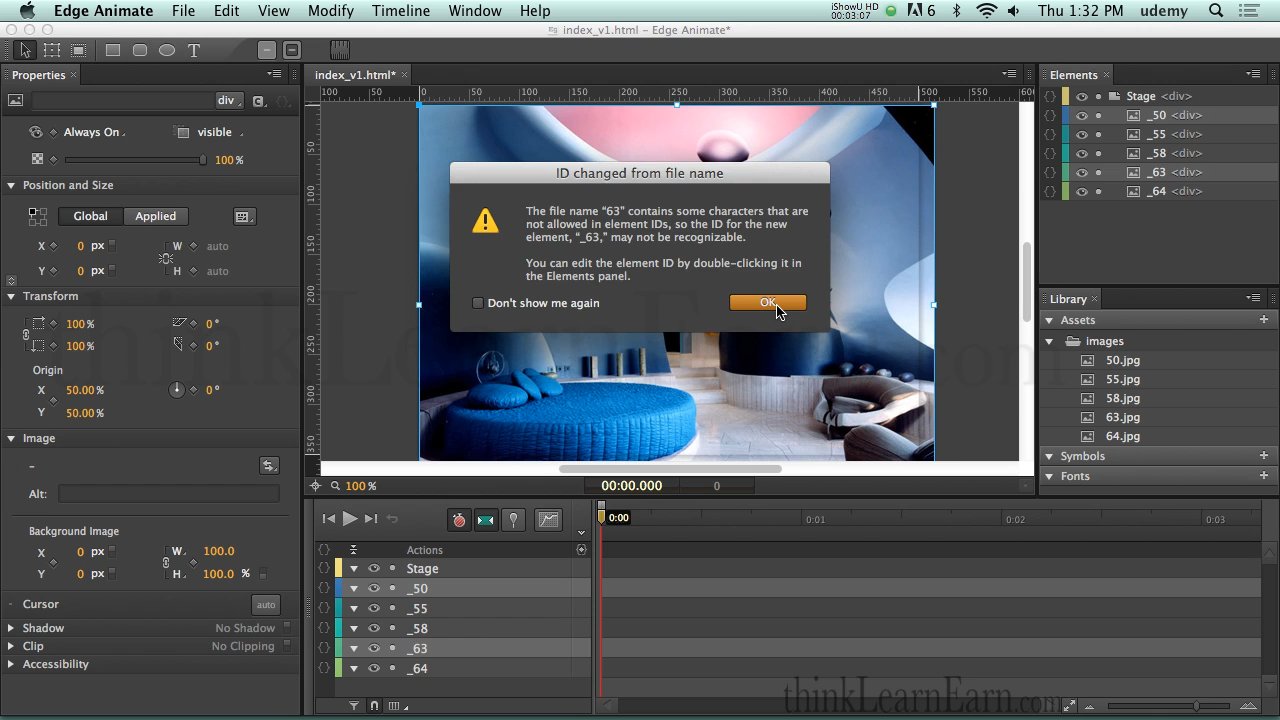 Edge Animate File Edit View Modify Timeline Window Help iShowU HD 00:03:07 6 Thu 1:32 PM udemy
index_v1.html* – Edge Animate*
T
Properties × index_v1.html* × Elements ×
div
100 50 0 50 100 150 200 250 300 350 400 450 500 550 600
Always On visible
100 %
Position and Size
Global Applied
X 0 px W auto
Y 0 px H auto
Transform
100 % 0°
100 % 0°
Origin
X 50.00 % 0°
Y 50.00 %
Image
–
Alt:
Background Image
X 0 px W 100.0
Y 0 px H 100.0 %
Cursor auto
Shadow No Shadow
Clip No Clipping
Accessibility
50
100
150
200
250
300
350
ID changed from file name
The file name “63” contains some characters that are
not allowed in element IDs, so the ID for the new
element, “_63,” may not be recognizable.
You can edit the element ID by double-clicking it in
the Elements panel.
Don't show me again OK
thinkLearnEarn.com
100 % 00:00.000 0
Stage <div>
_50 <div>
_55 <div>
_58 <div>
_63 <div>
_64 <div>
Library ×
Assets +
images
50.jpg
55.jpg
58.jpg
63.jpg
64.jpg
Symbols +
Fonts +
0:00 0:01 0:02 0:03
Actions
Stage
_50
_55
_58
_63
_64
thinkLearnEarn.com